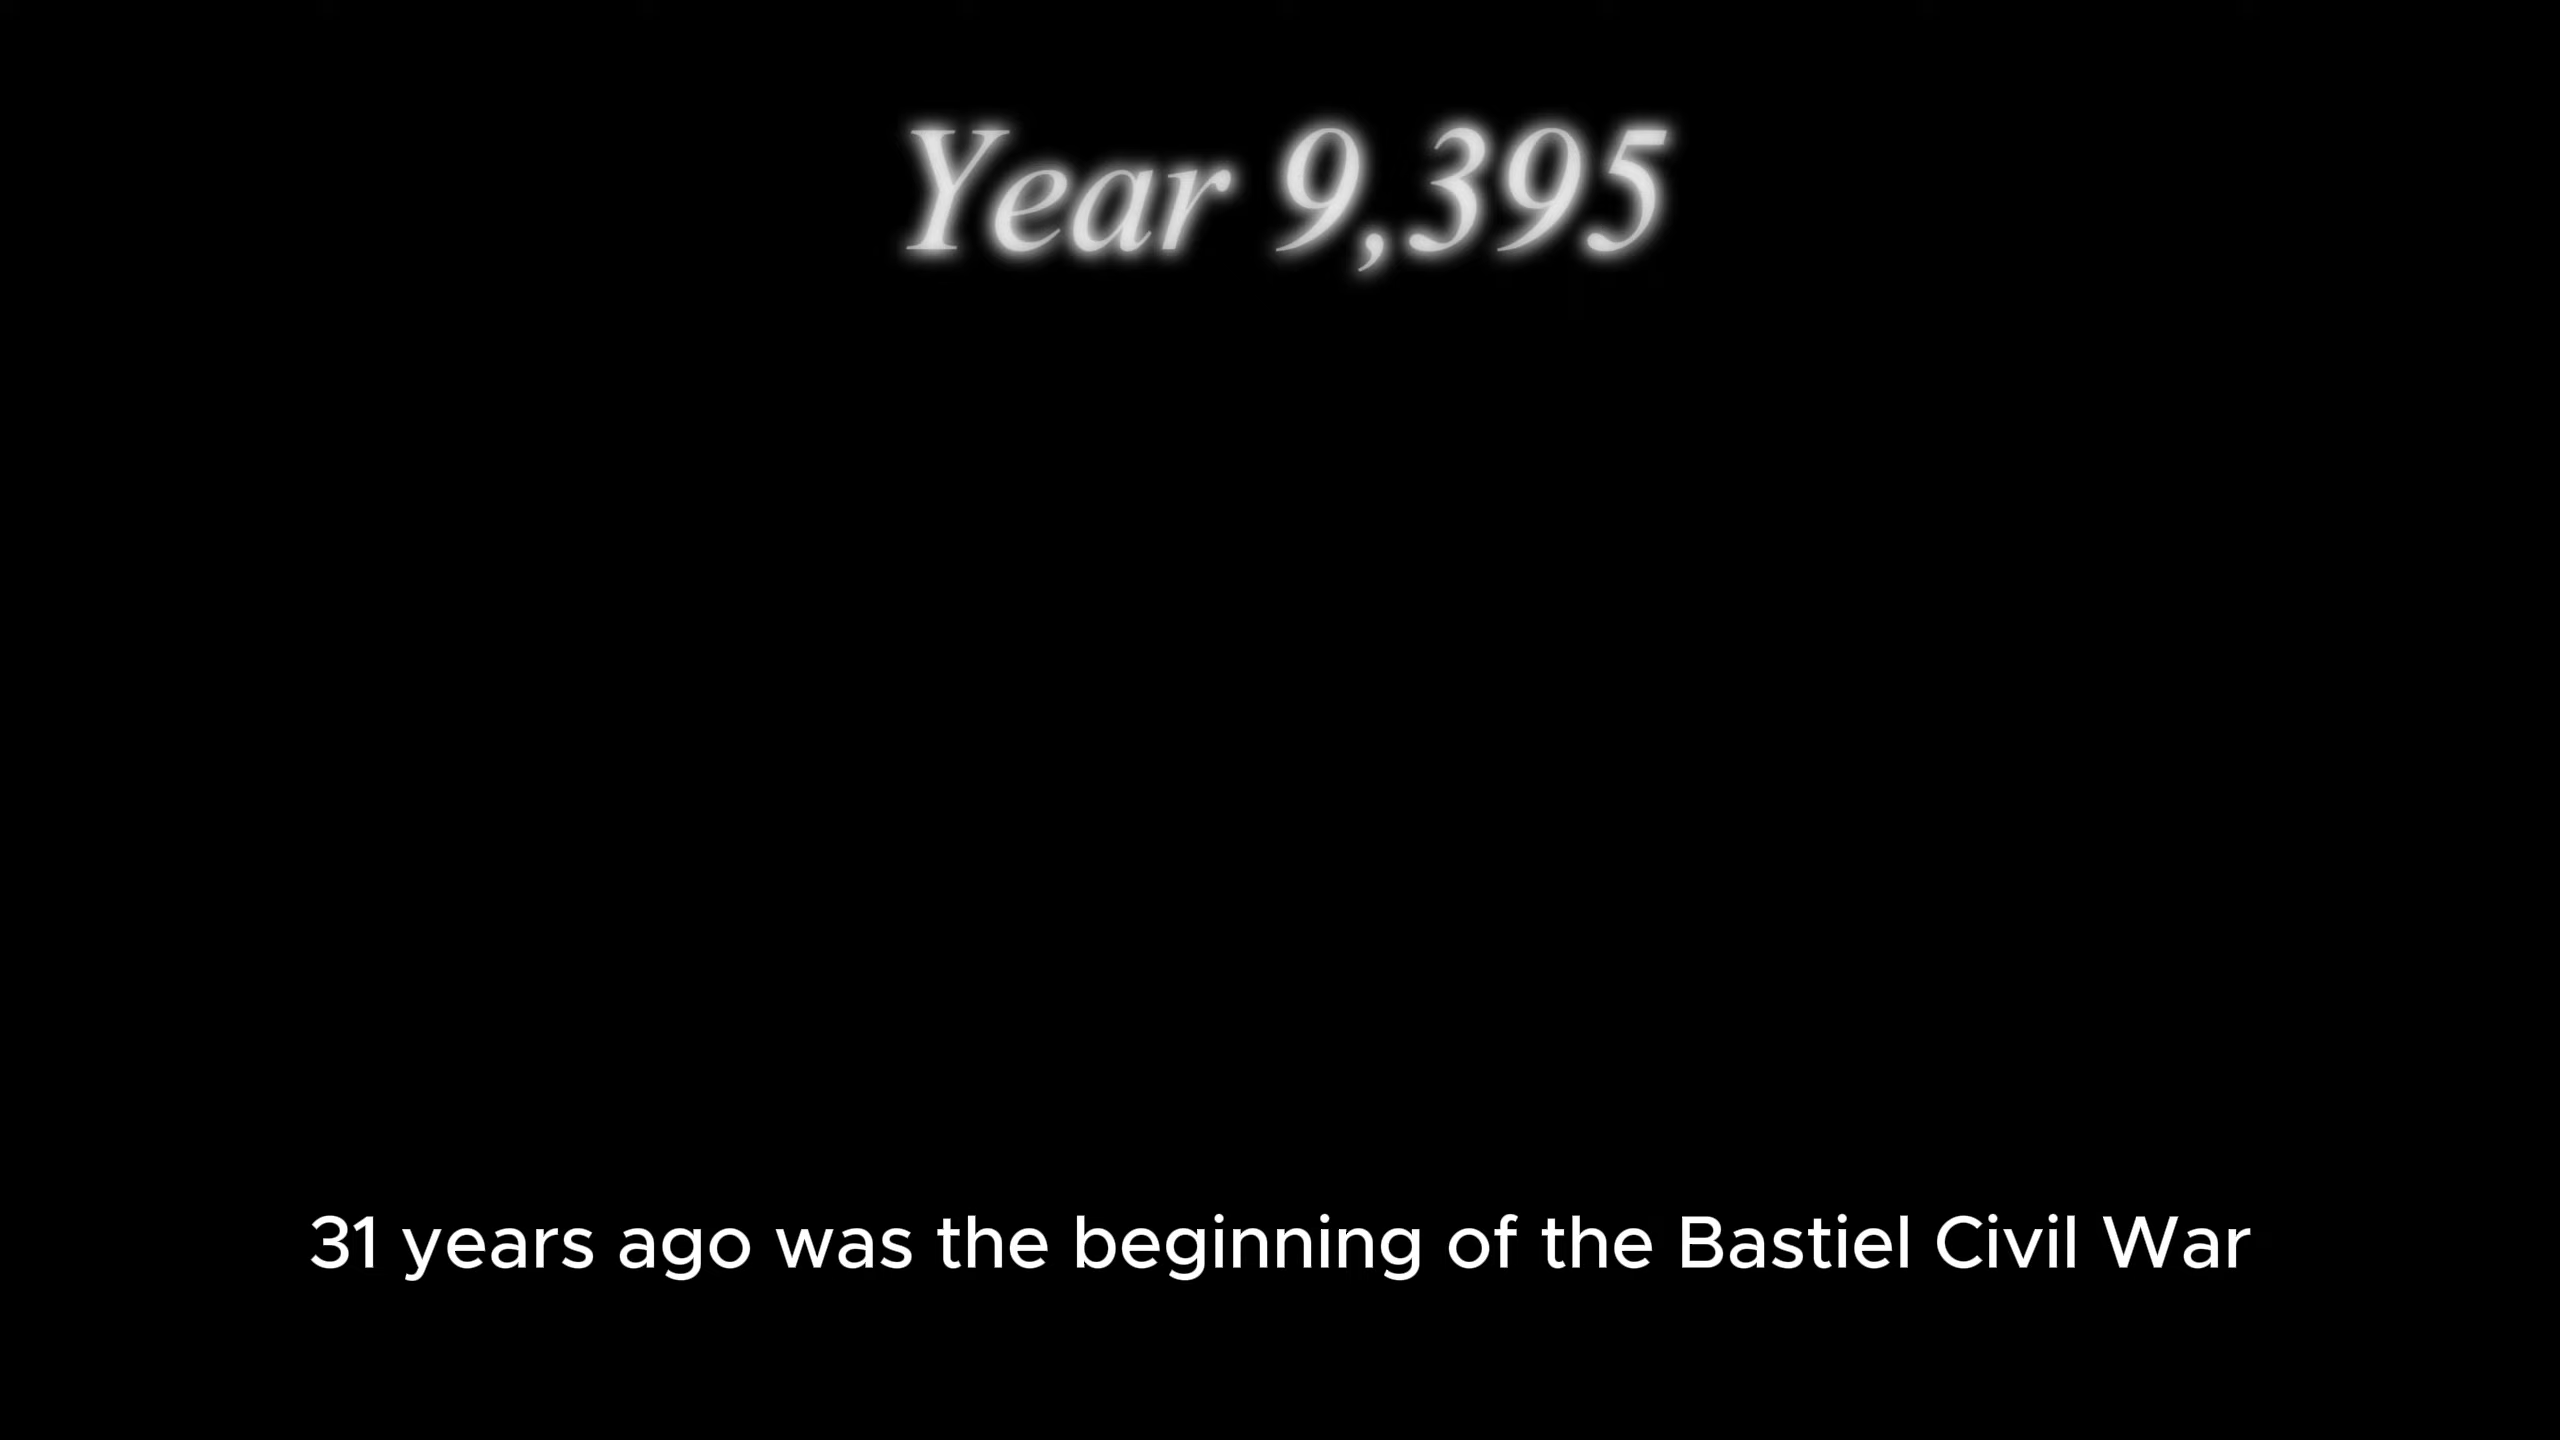 Year 9,395
31 years ago was the beginning of the Bastiel Civil War